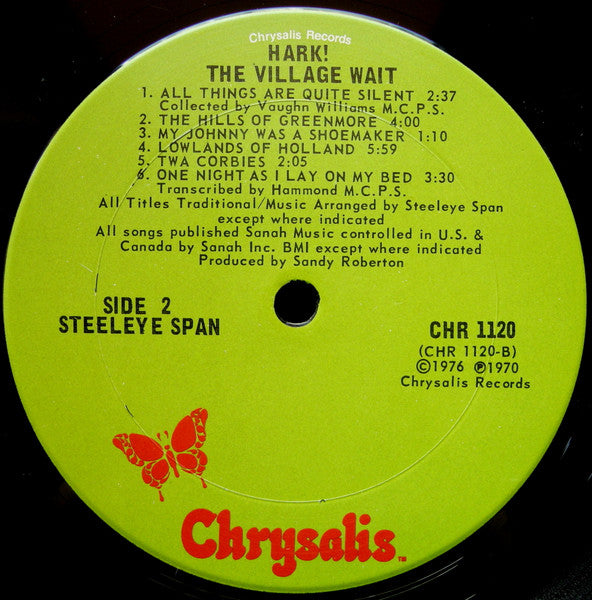 Chrysalis Records
HARK!
THE VILLAGE WAIT
1. ALL THINGS ARE QUITE SILENT 2:37
Collected by Vaughn Williams M.C.P.S.
2. THE HILLS OF GREENMORE 4:00
3. MY JOHNNY WAS A SHOEMAKER 1:10
4. LOWLANDS OF HOLLAND 5:59
5. TWA CORBIES 2:05
6. ONE NIGHT AS I LAY ON MY BED 3:30
Transcribed by Hammond M.C.P.S.
All Titles Traditional/Music Arranged by Steeleye Span
except where indicated
All songs published Sanah Music controlled in U.S. &
Canada by Sanah Inc. BMI except where indicated
Produced by Sandy Roberton
SIDE 2
STEELEYE SPAN
CHR 1120
(CHR 1120-B)
©1976 ℗1970
Chrysalis Records
Chrysalis™